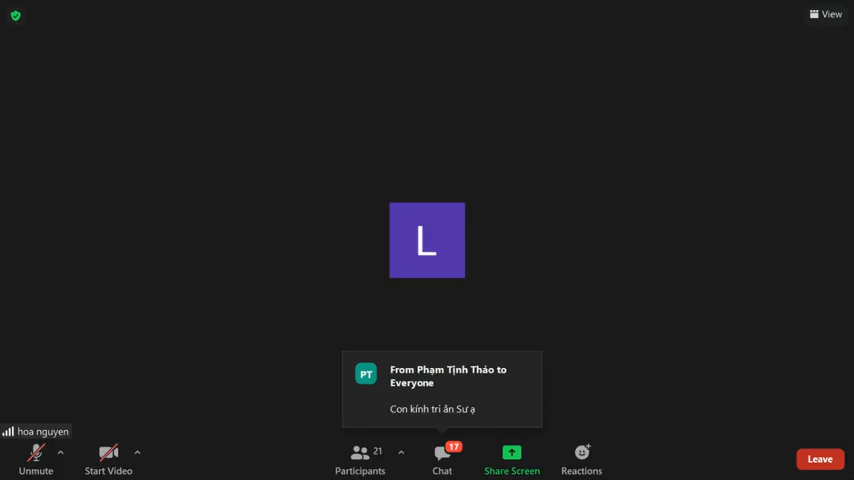 View
L
PT
From Phạm Tịnh Thảo to
Everyone
Con kính tri ân Sư ạ
hoa nguyen
21
17
Unmute
Start Video
Participants
Chat
Share Screen
Reactions
Leave